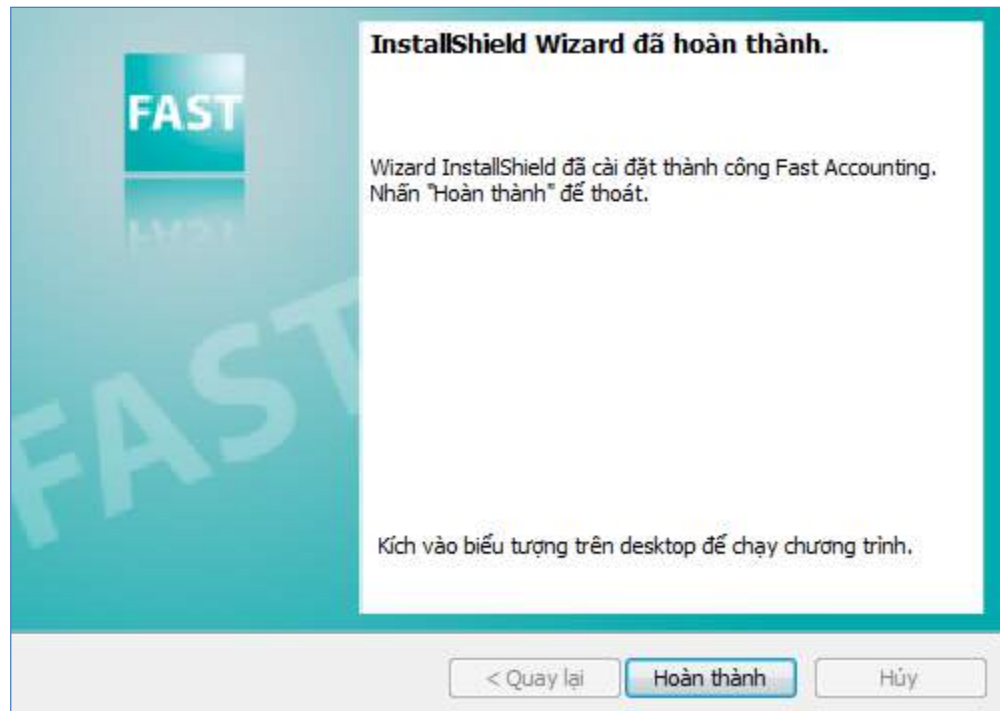 FAST
FAST
FAST
InstallShield Wizard đã hoàn thành.
Wizard InstallShield đã cài đặt thành công Fast Accounting.
Nhấn "Hoàn thành" để thoát.
Kích vào biểu tượng trên desktop để chạy chương trình.
< Quay lại
Hoàn thành
Hủy